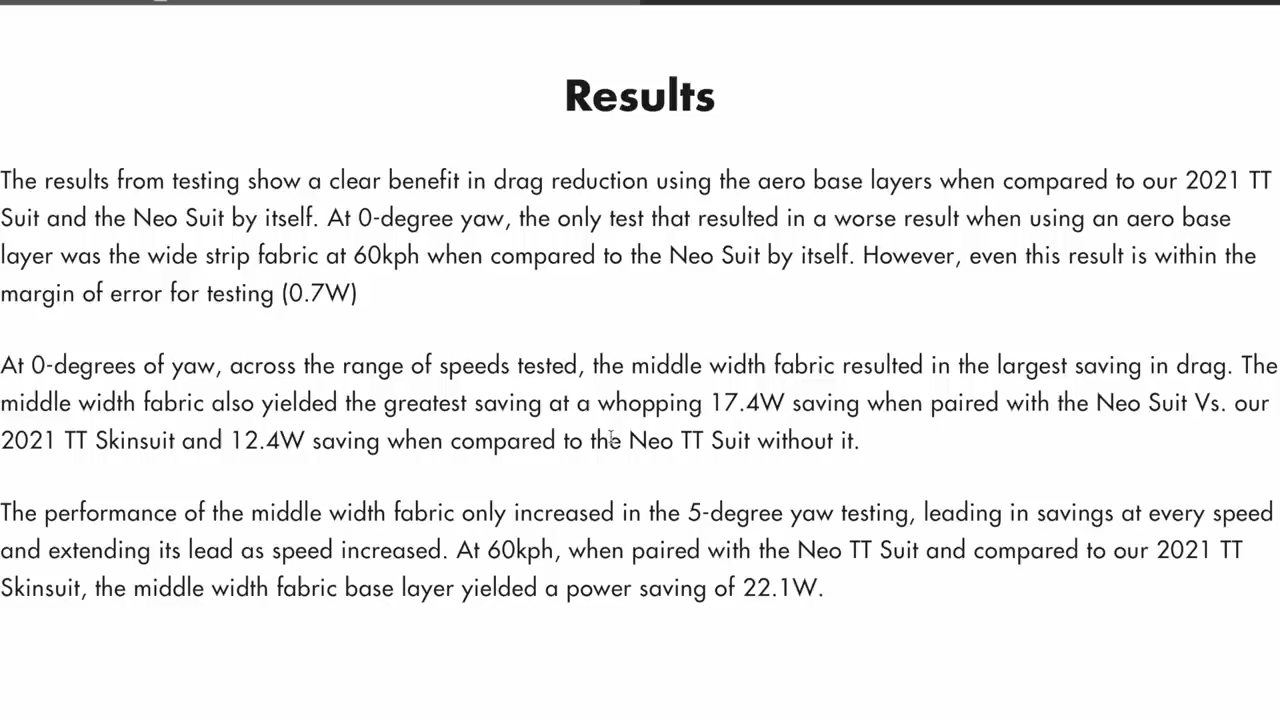 Results
The results from testing show a clear benefit in drag reduction using the aero base layers when compared to our 2021 TT
Suit and the Neo Suit by itself. At 0-degree yaw, the only test that resulted in a worse result when using an aero base
layer was the wide strip fabric at 60kph when compared to the Neo Suit by itself. However, even this result is within the
margin of error for testing (0.7W)
At 0-degrees of yaw, across the range of speeds tested, the middle width fabric resulted in the largest saving in drag. The
middle width fabric also yielded the greatest saving at a whopping 17.4W saving when paired with the Neo Suit Vs. our
2021 TT Skinsuit and 12.4W saving when compared to the Neo TT Suit without it.
The performance of the middle width fabric only increased in the 5-degree yaw testing, leading in savings at every speed
and extending its lead as speed increased. At 60kph, when paired with the Neo TT Suit and compared to our 2021 TT
Skinsuit, the middle width fabric base layer yielded a power saving of 22.1W.